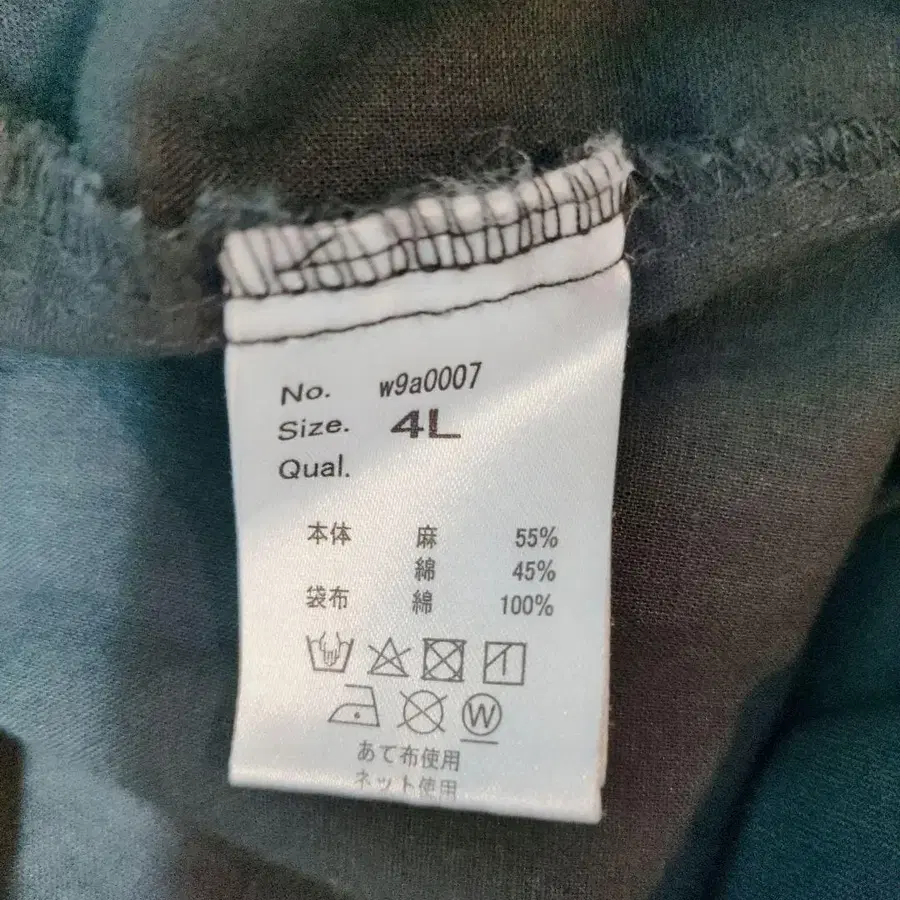 No. w9a0007
Size. 4L
Qual.
本体 麻 55%
綿 45%
袋布 綿 100%
W
あて布使用
ネット使用